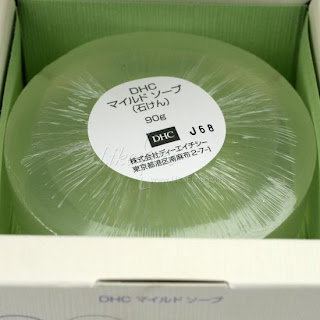 DHC
マイルド ソープ
(石けん)
90g
DHC J68
株式会社ディーエイチシー
東京都港区南麻布2-7-1
DHC マイルド ソープ